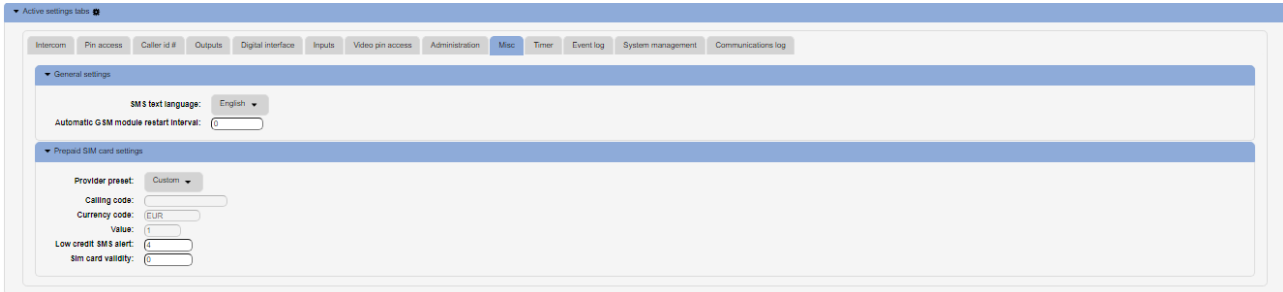 Active settings tabs
Intercom Pin access Caller id # Outputs Digital interface Inputs Video pin access Administration Misc Timer Event log System management Communications log
General settings
SMS text language: English
Automatic GSM module restart interval: 0
Prepaid SIM card settings
Provider preset: Custom
Calling code:
Currency code: EUR
Value: 1
Low credit SMS alert: 4
Sim card validity: 0